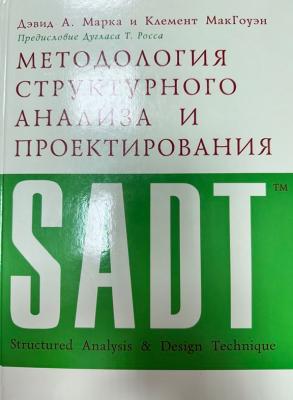 Дэвид А. Марка и Клемент МакГоуэн
Предисловие Дугласа Т. Росса
МЕТОДОЛОГИЯ
СТРУКТУРНОГО
АНАЛИЗА И
ПРОЕКТИРОВАНИЯ
SADT™
Structured Analysis & Design Technique